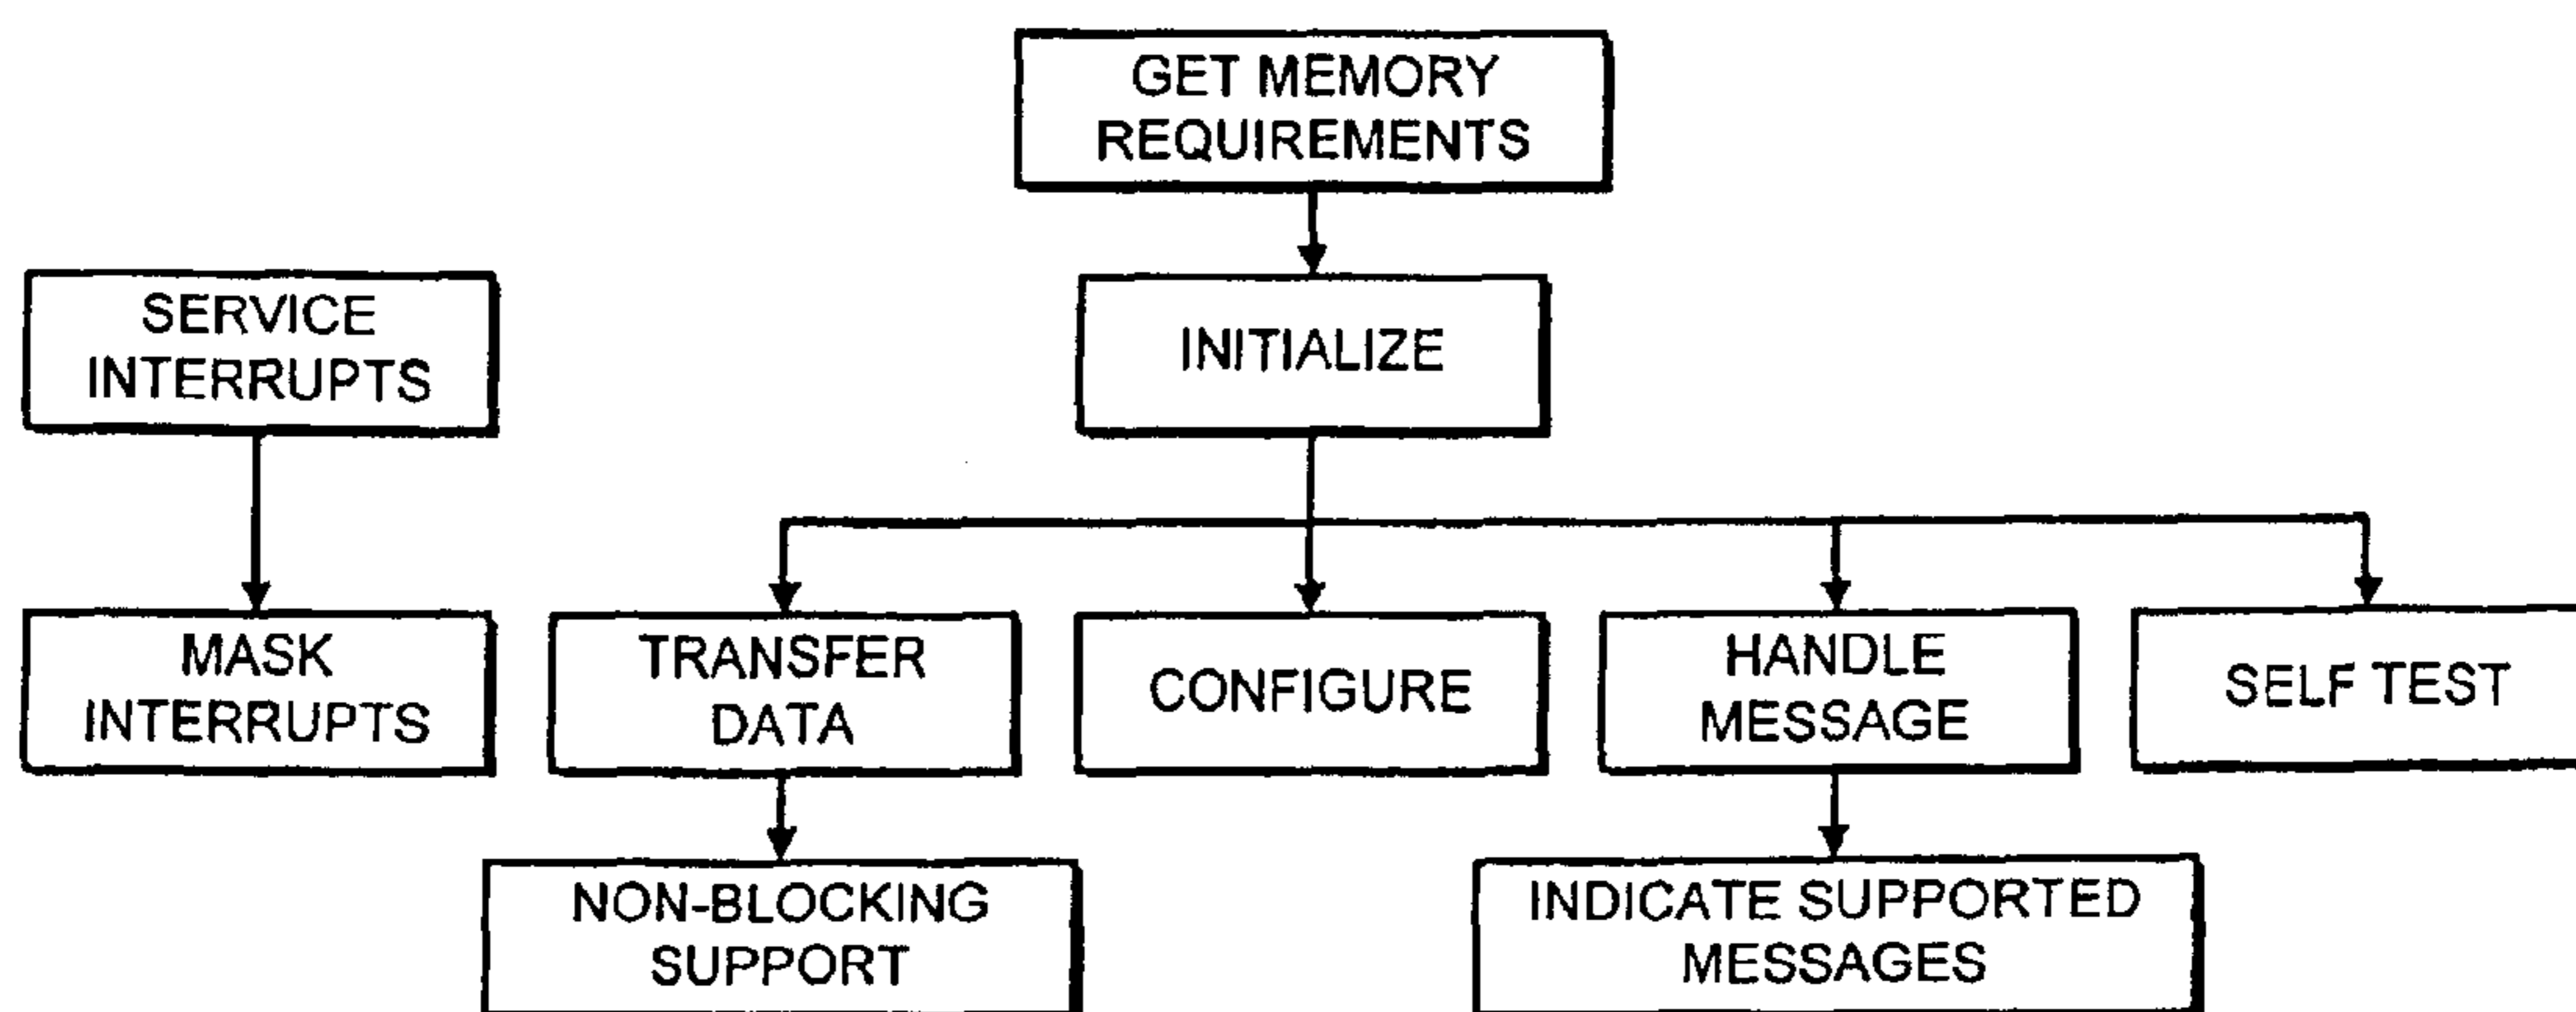 GET MEMORY
REQUIREMENTS
SERVICE
INTERRUPTS
INITIALIZE
MASK
INTERRUPTS
TRANSFER
DATA
CONFIGURE
HANDLE
MESSAGE
SELF TEST
NON-BLOCKING
SUPPORT
INDICATE SUPPORTED
MESSAGES